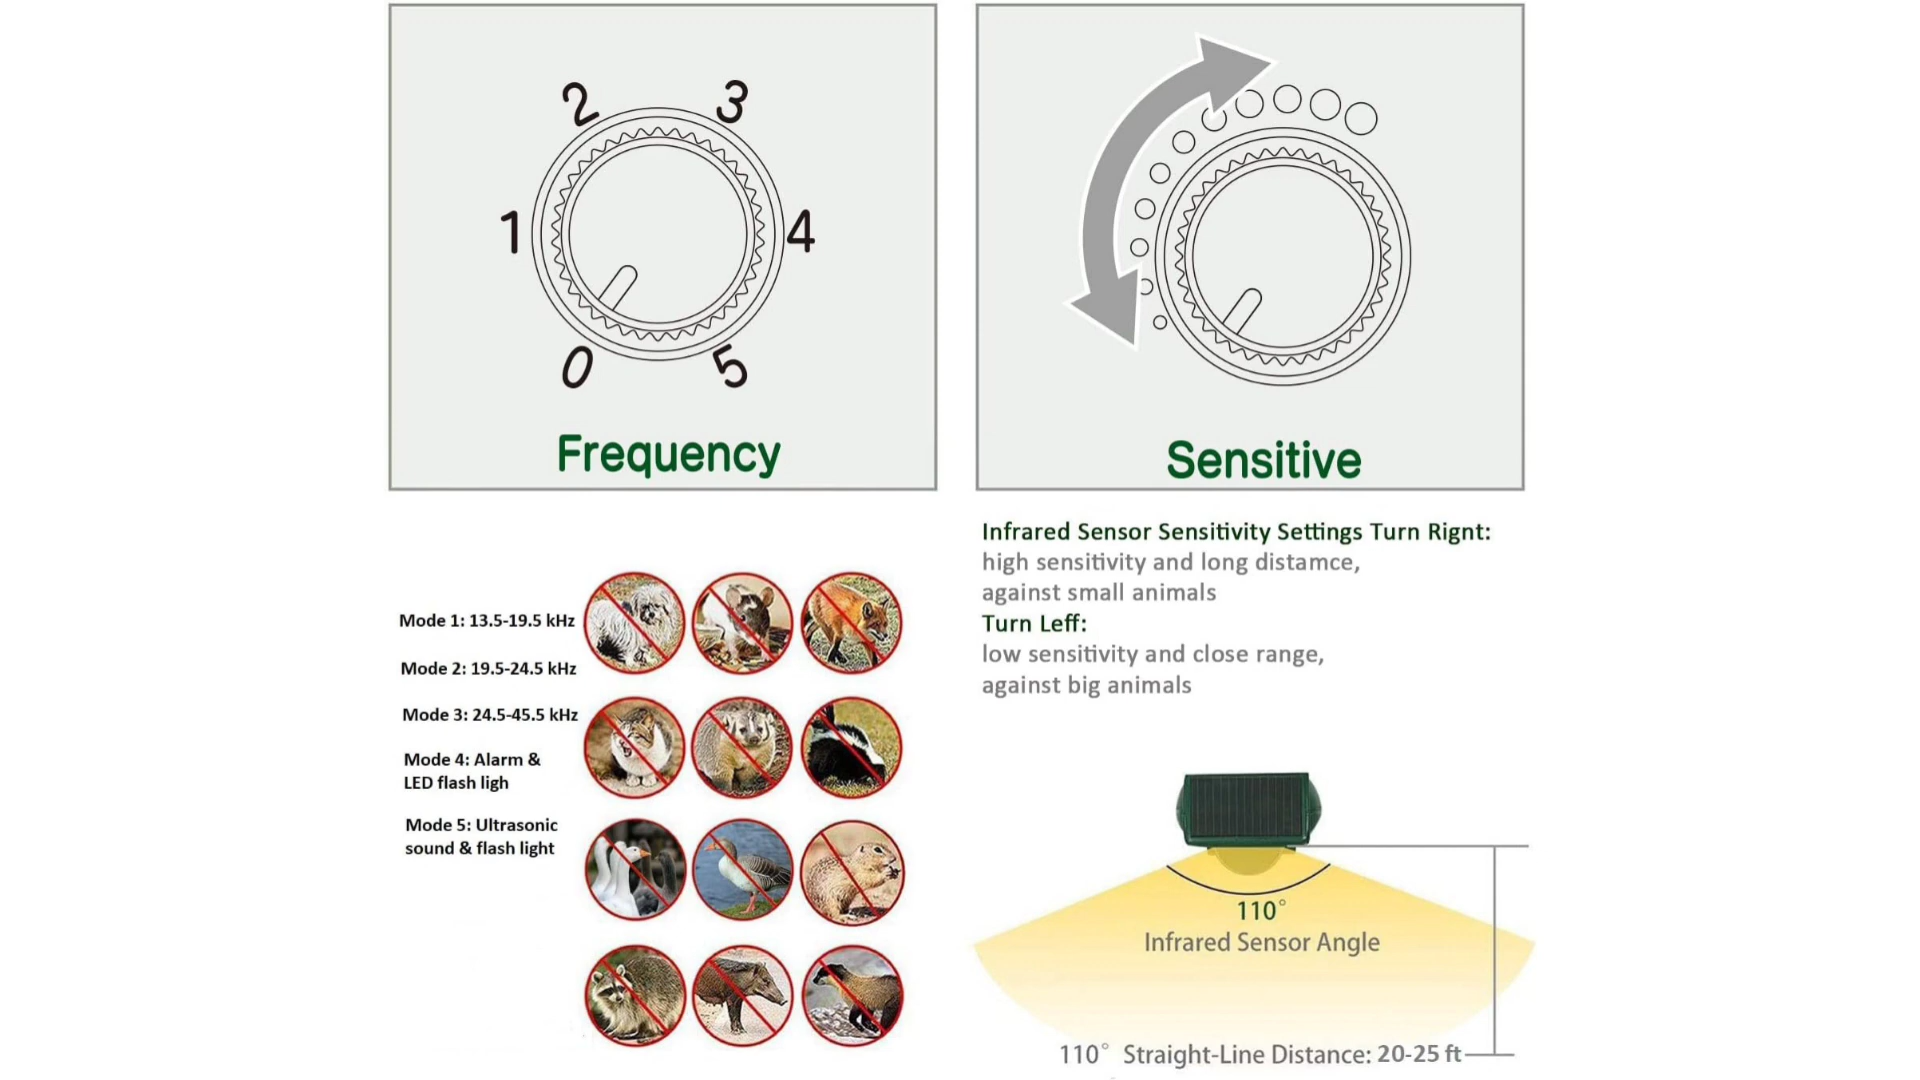 2
3
1
4
0
5
Frequency
Sensitive
Mode 1: 13.5-19.5 kHz
Mode 2: 19.5-24.5 kHz
Mode 3: 24.5-45.5 kHz
Mode 4: Alarm &
LED flash ligh
Mode 5: Ultrasonic
sound & flash light
Infrared Sensor Sensitivity Settings Turn Rignt:
high sensitivity and long distamce,
against small animals
Turn Leff:
low sensitivity and close range,
against big animals
110°
Infrared Sensor Angle
110° Straight-Line Distance: 20-25 ft